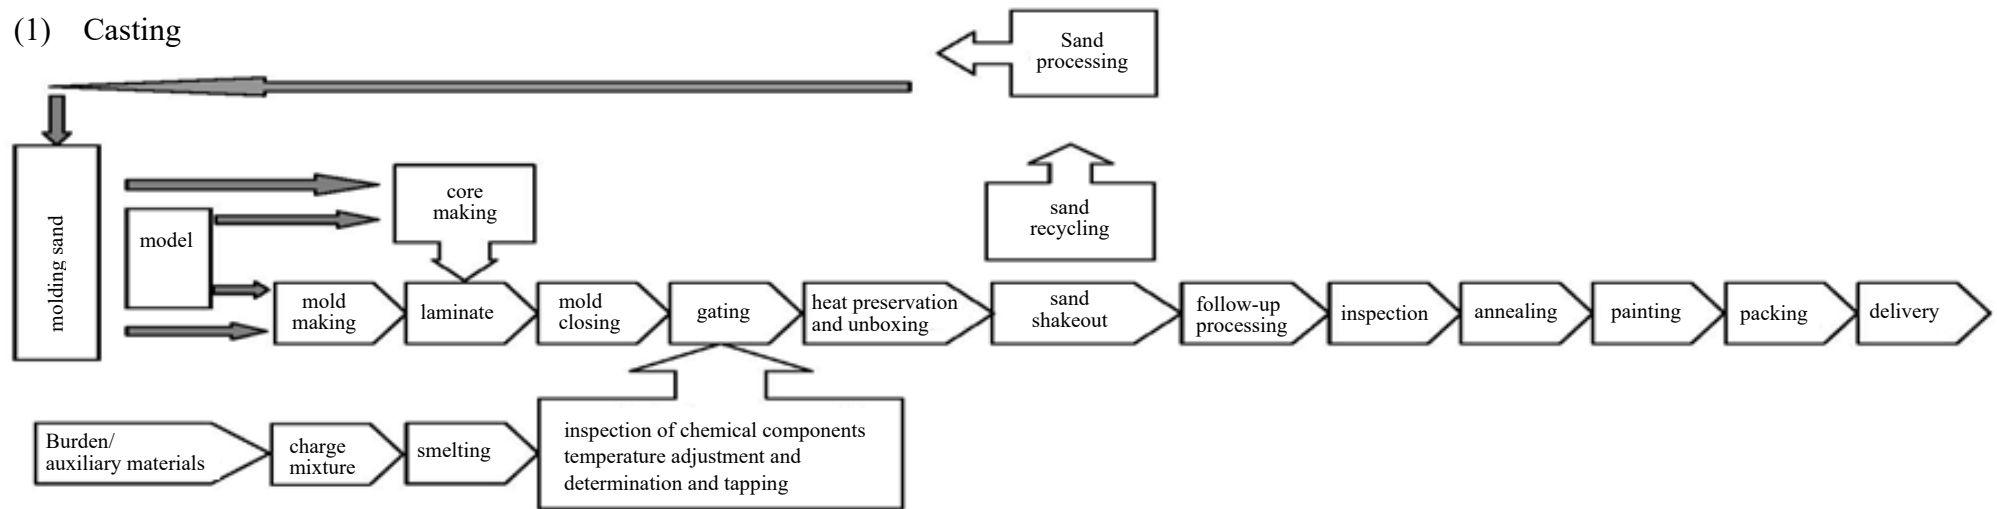 (1) Casting
Sand
processing
molding sand
model
core
making
sand
recycling
mold
making
laminate
mold
closing
gating
heat preservation
and unboxing
sand
shakeout
follow-up
processing
inspection
annealing
painting
packing
delivery
Burden/
auxiliary materials
charge
mixture
smelting
inspection of chemical components
temperature adjustment and
determination and tapping